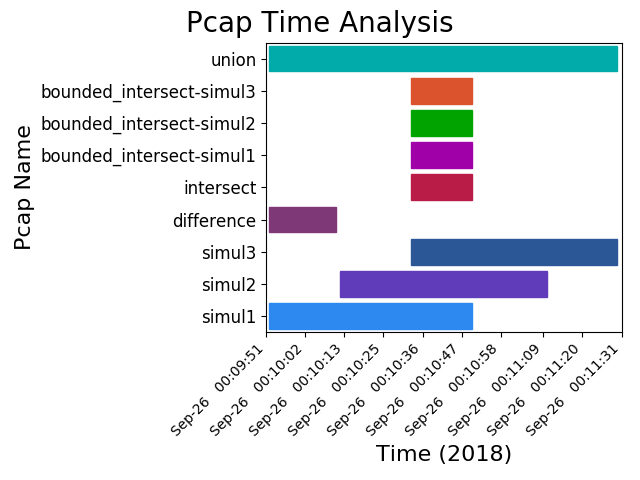 Pcap Time Analysis
Pcap Name
union
bounded_intersect-simul3
bounded_intersect-simul2
bounded_intersect-simul1
intersect
difference
simul3
simul2
simul1
Sep-26 00:09:51
Sep-26 00:10:02
Sep-26 00:10:13
Sep-26 00:10:25
Sep-26 00:10:36
Sep-26 00:10:47
Sep-26 00:10:58
Sep-26 00:11:09
Sep-26 00:11:20
Sep-26 00:11:31
Time (2018)